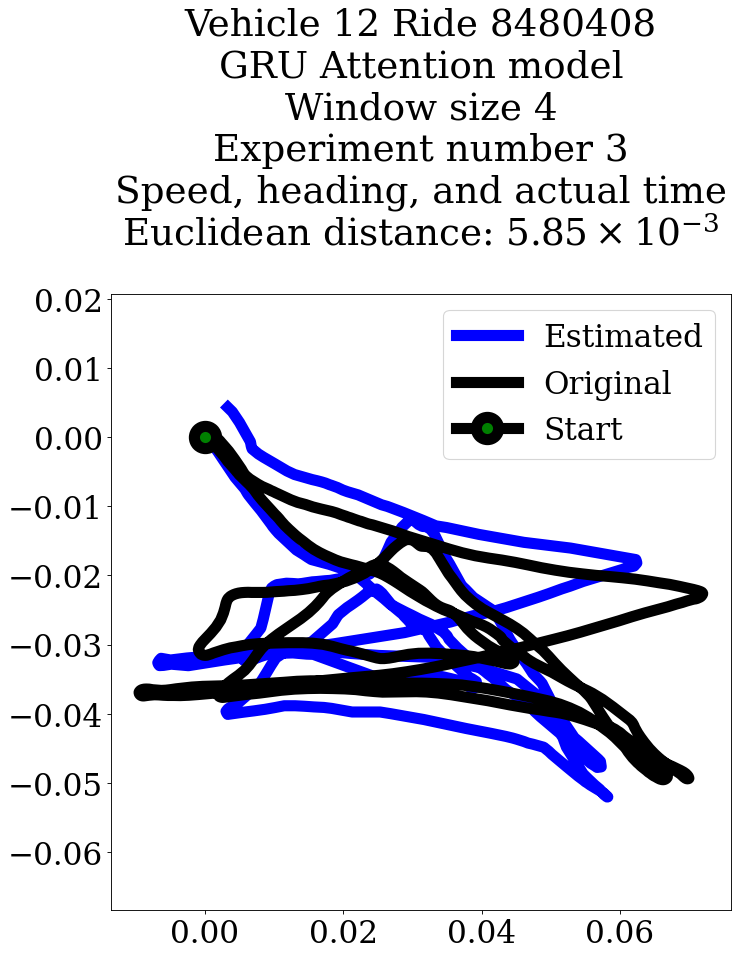 Vehicle 12 Ride 8480408
GRU Attention model
Window size 4
Experiment number 3
Speed, heading, and actual time
Euclidean distance: 5.85 × 10⁻³
Estimated
Original
Start
0.02
0.01
0.00
−0.01
−0.02
−0.03
−0.04
−0.05
−0.06
0.00 0.02 0.04 0.06